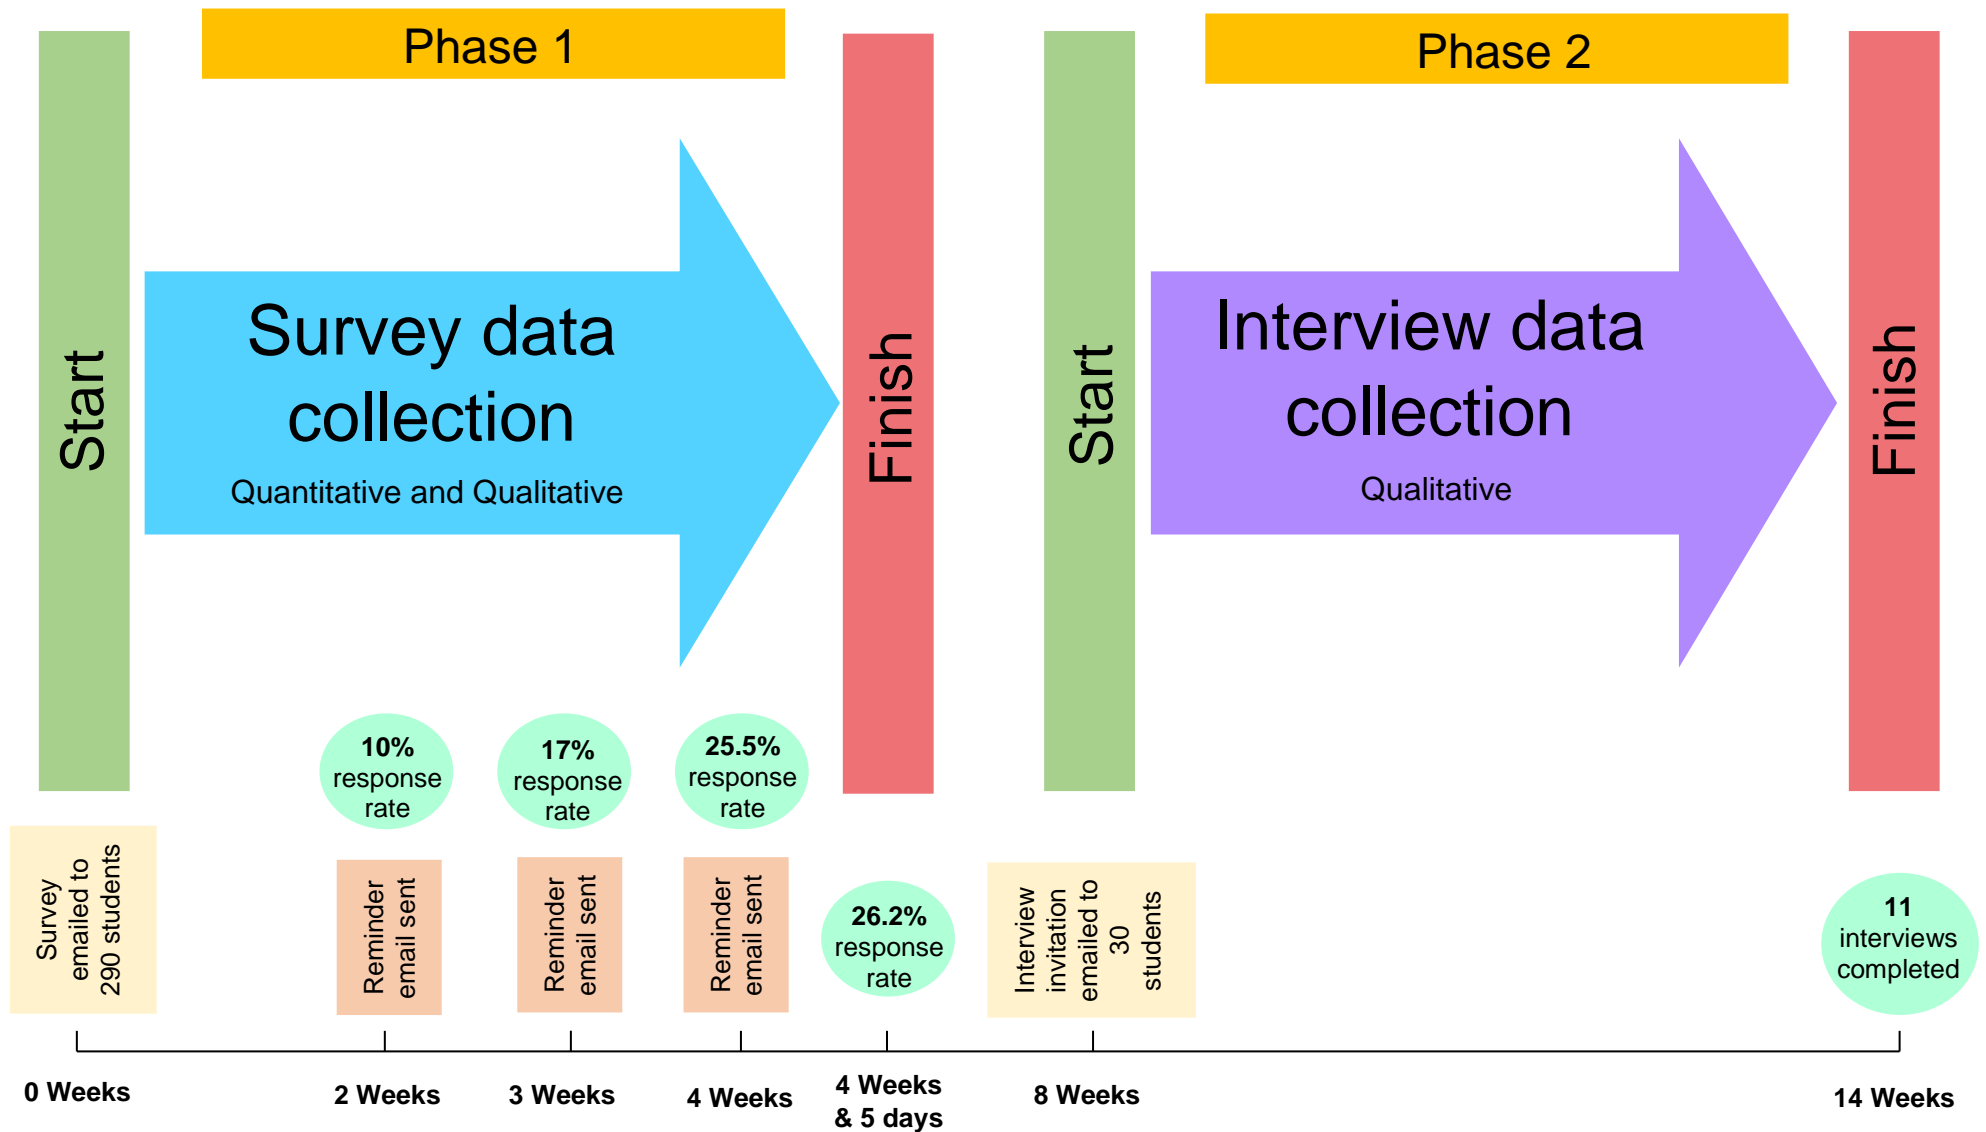 Phase 1
Phase 2
Start
Survey data
collection
Quantitative and Qualitative
Finish
Start
Interview data
collection
Qualitative
Finish
10%
response
rate
17%
response
rate
25.5%
response
rate
Survey
emailed to
290 students
Reminder
email sent
Reminder
email sent
Reminder
email sent
26.2%
response
rate
Interview
invitation
emailed to
30
students
11
interviews
completed
0 Weeks
2 Weeks
3 Weeks
4 Weeks
4 Weeks
& 5 days
8 Weeks
14 Weeks